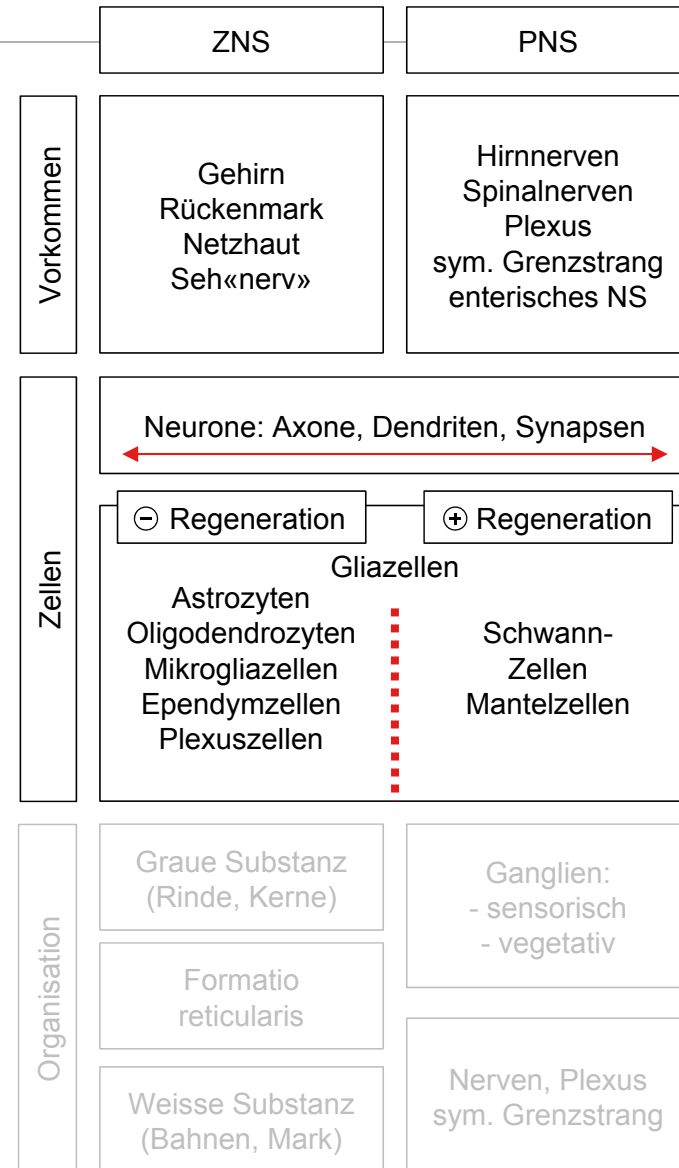 ZNS
PNS
Vorkommen
Gehirn
Rückenmark
Netzhaut
Seh«nerv»
Hirnnerven
Spinalnerven
Plexus
sym. Grenzstrang
enterisches NS
Zellen
Neurone: Axone, Dendriten, Synapsen
⊖ Regeneration
⊕ Regeneration
Gliazellen
Astrozyten
Oligodendrozyten
Mikrogliazellen
Ependymzellen
Plexuszellen
Schwann-
Zellen
Mantelzellen
Organisation
Graue Substanz
(Rinde, Kerne)
Formatio
reticularis
Weisse Substanz
(Bahnen, Mark)
Ganglien:
- sensorisch
- vegetativ
Nerven, Plexus
sym. Grenzstrang